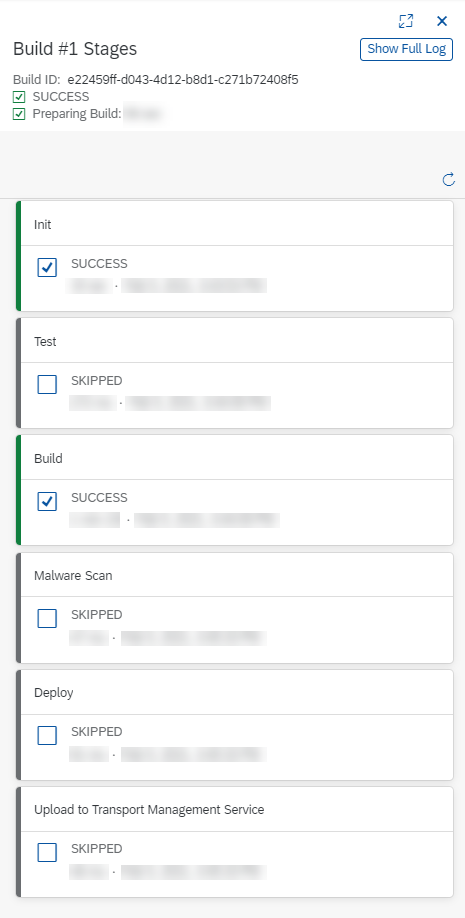 Build #1 Stages
Show Full Log
Build ID: e22459ff-d043-4d12-b8d1-c271b72408f5
SUCCESS
Preparing Build:
Init
SUCCESS
·
Test
SKIPPED
·
Build
SUCCESS
·
Malware Scan
SKIPPED
·
Deploy
SKIPPED
·
Upload to Transport Management Service
SKIPPED
·